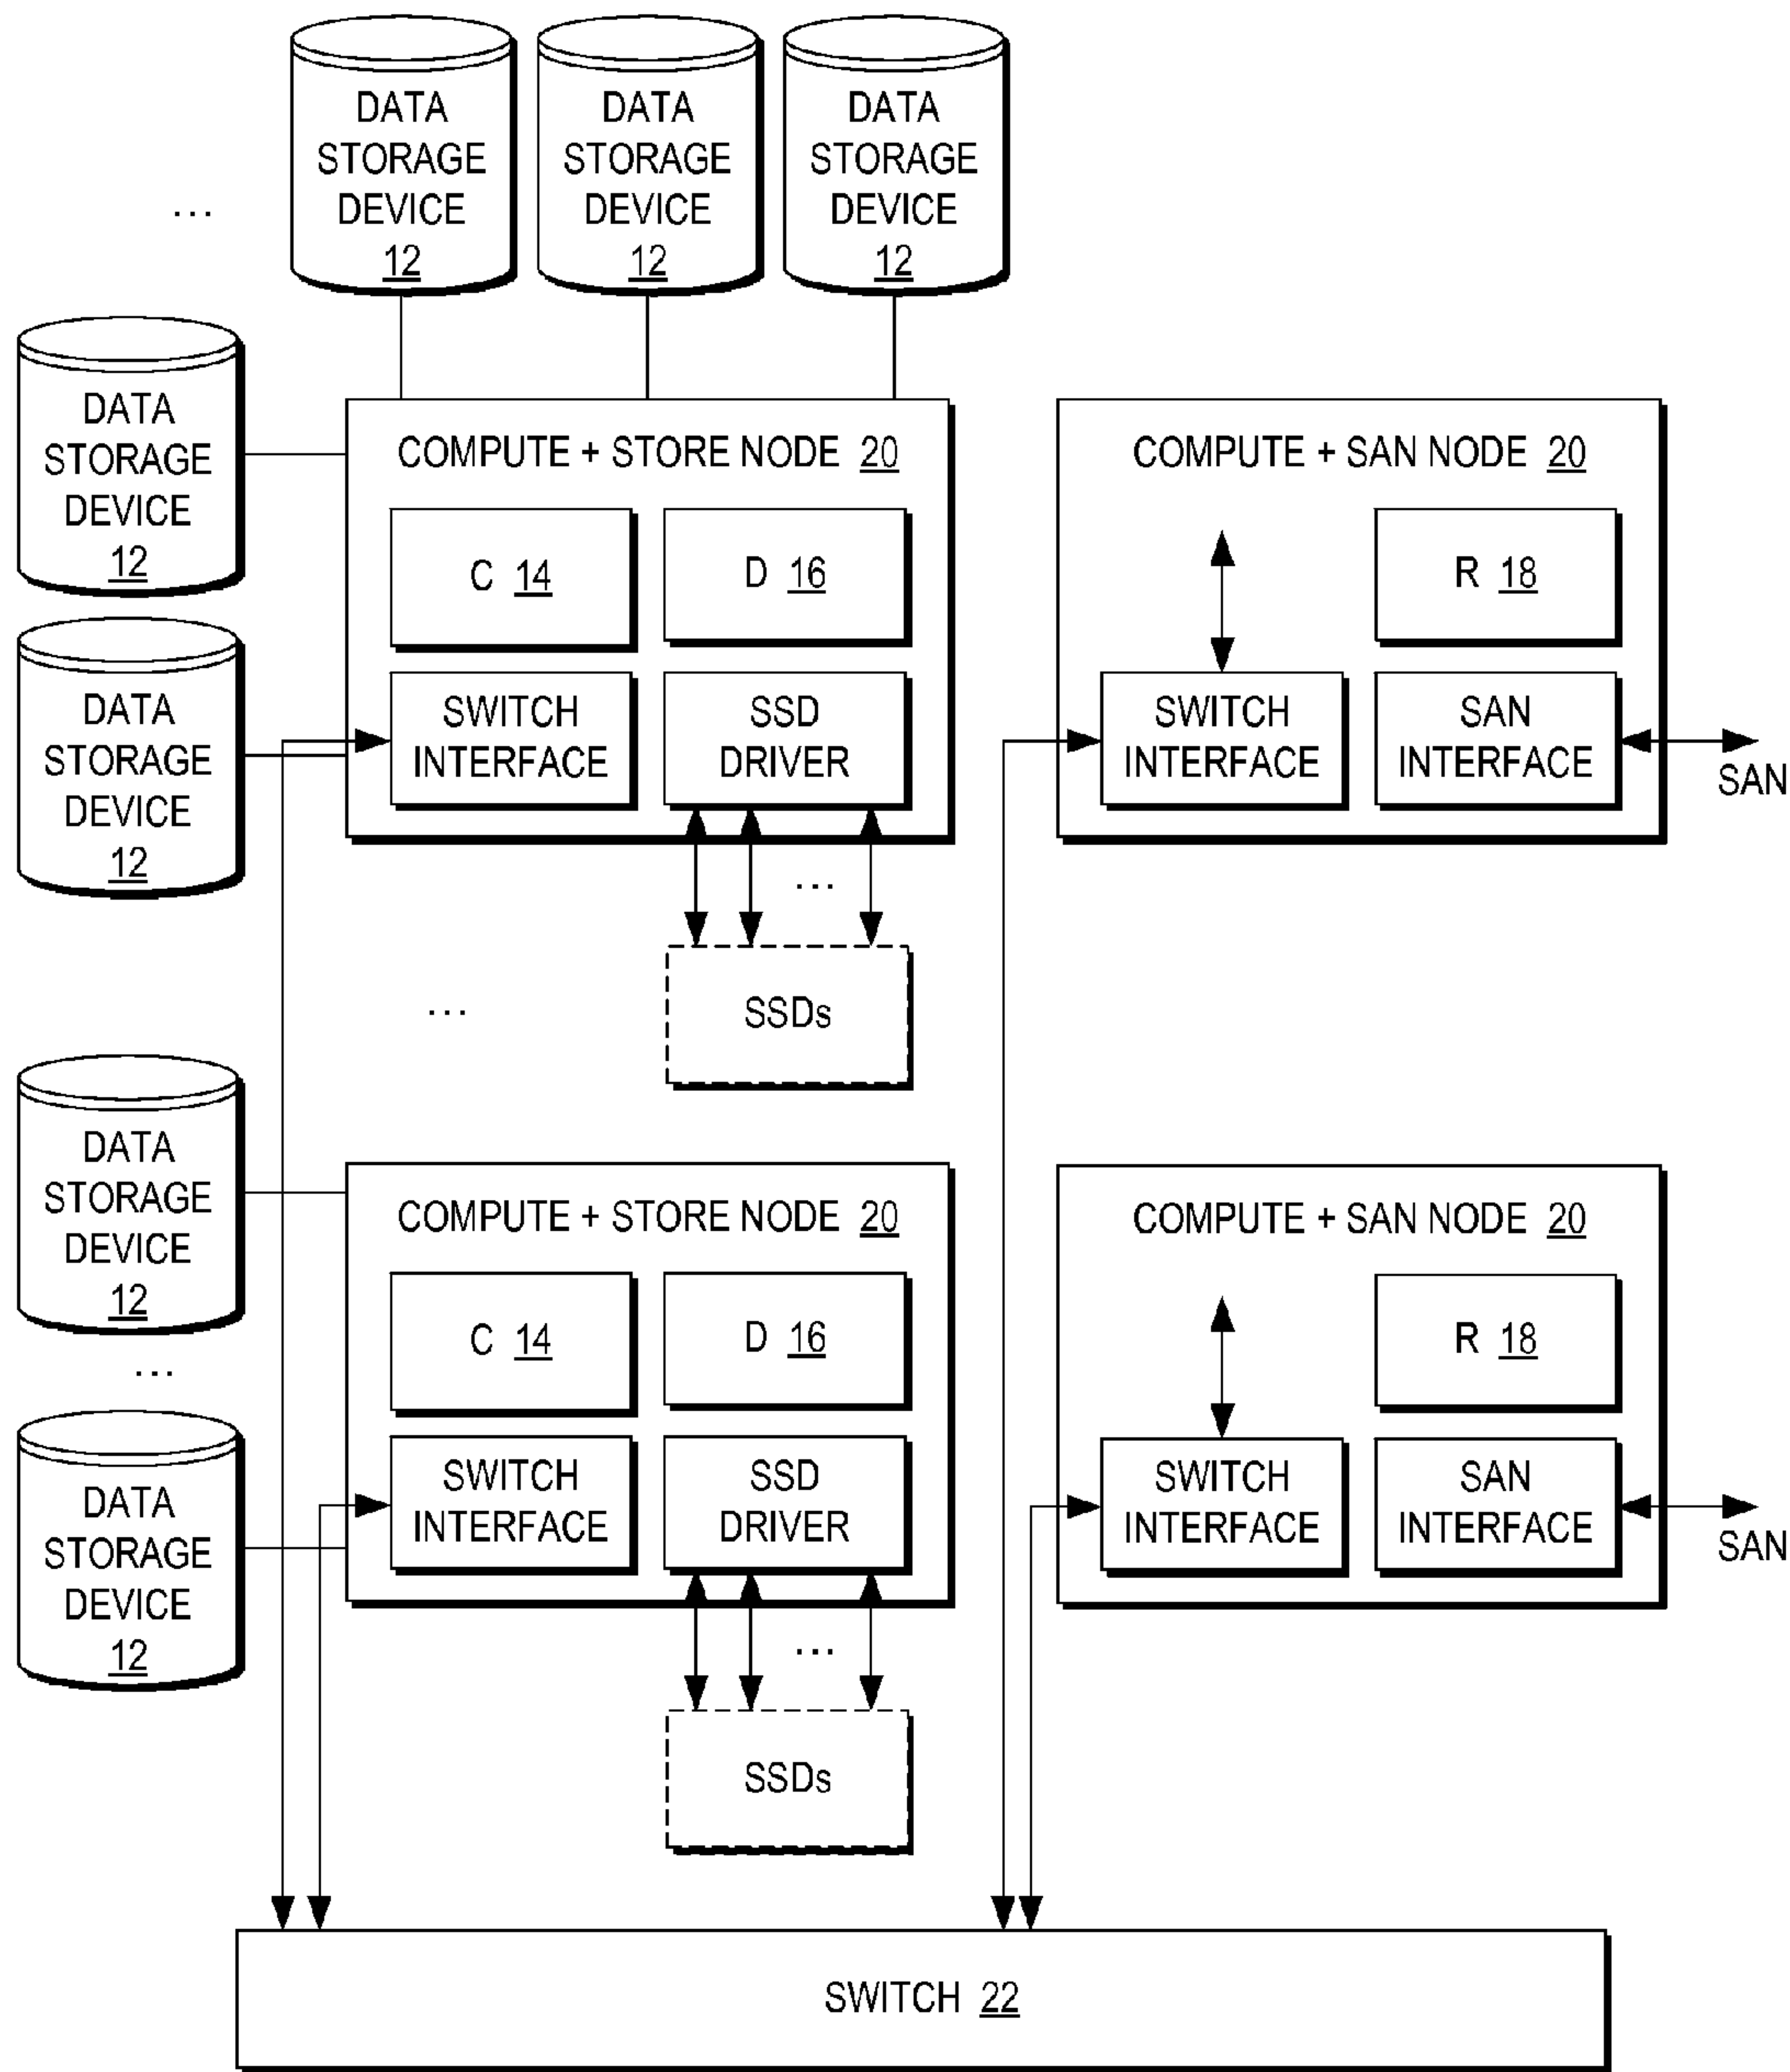 DATA
STORAGE
DEVICE
12
DATA
STORAGE
DEVICE
12
DATA
STORAGE
DEVICE
12
...
DATA
STORAGE
DEVICE
12
DATA
STORAGE
DEVICE
12
COMPUTE + STORE NODE 20
C 14
D 16
SWITCH
INTERFACE
SSD
DRIVER
...
SSDs
COMPUTE + SAN NODE 20
R 18
SWITCH
INTERFACE
SAN
INTERFACE
SAN
...
DATA
STORAGE
DEVICE
12
...
DATA
STORAGE
DEVICE
12
COMPUTE + STORE NODE 20
C 14
D 16
SWITCH
INTERFACE
SSD
DRIVER
...
SSDs
COMPUTE + SAN NODE 20
R 18
SWITCH
INTERFACE
SAN
INTERFACE
SAN
SWITCH 22